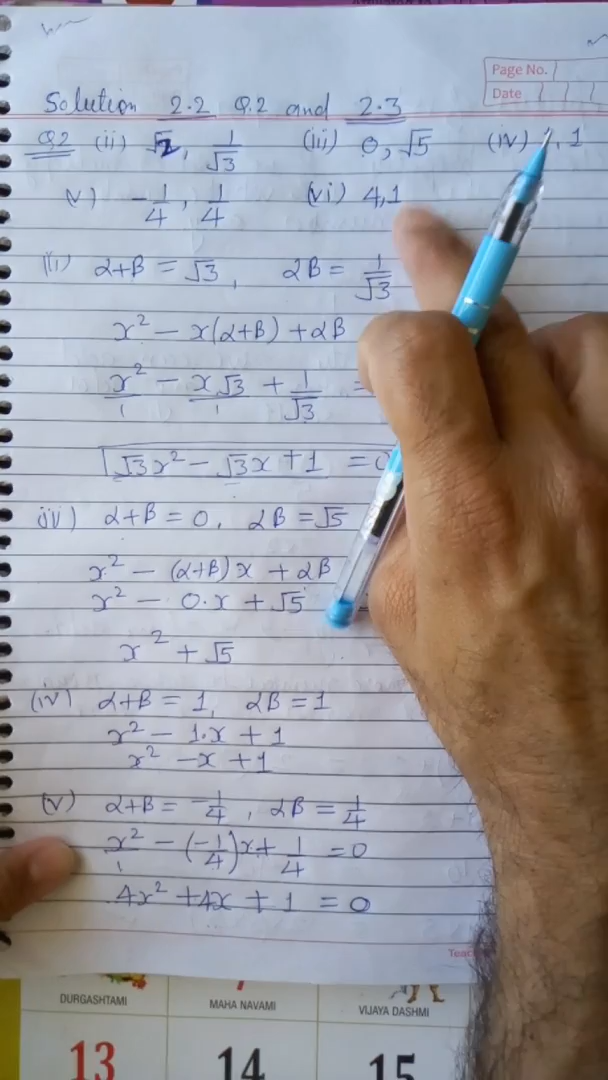 Page No.
Date
Solution 2.2 Q.2 and 2.3
Q2 (ii) √2, 1/√3 (iii) 0, √5 (iv) 1, 1
v) -1/4, 1/4 (vi) 4,1
(ii) α+β = √3, αβ = 1/√3
x² - x(α+β) + αβ
x² - x√3 + 1/√3 =
√3x² - √3x + 1 = 0
(iii) α+β = 0, αβ = √5
x² - (α+β)x + αβ
x² - 0.x + √5
x² + √5
(iv) α+β = 1, αβ = 1
x² - 1.x + 1
x² - x + 1
(v) α+β = -1/4, αβ = 1/4
x² - (-1/4)x + 1/4 = 0
4x² + 4x + 1 = 0
DURGASHTAMI MAHA NAVAMI VIJAYA DASHMI
13 14 15